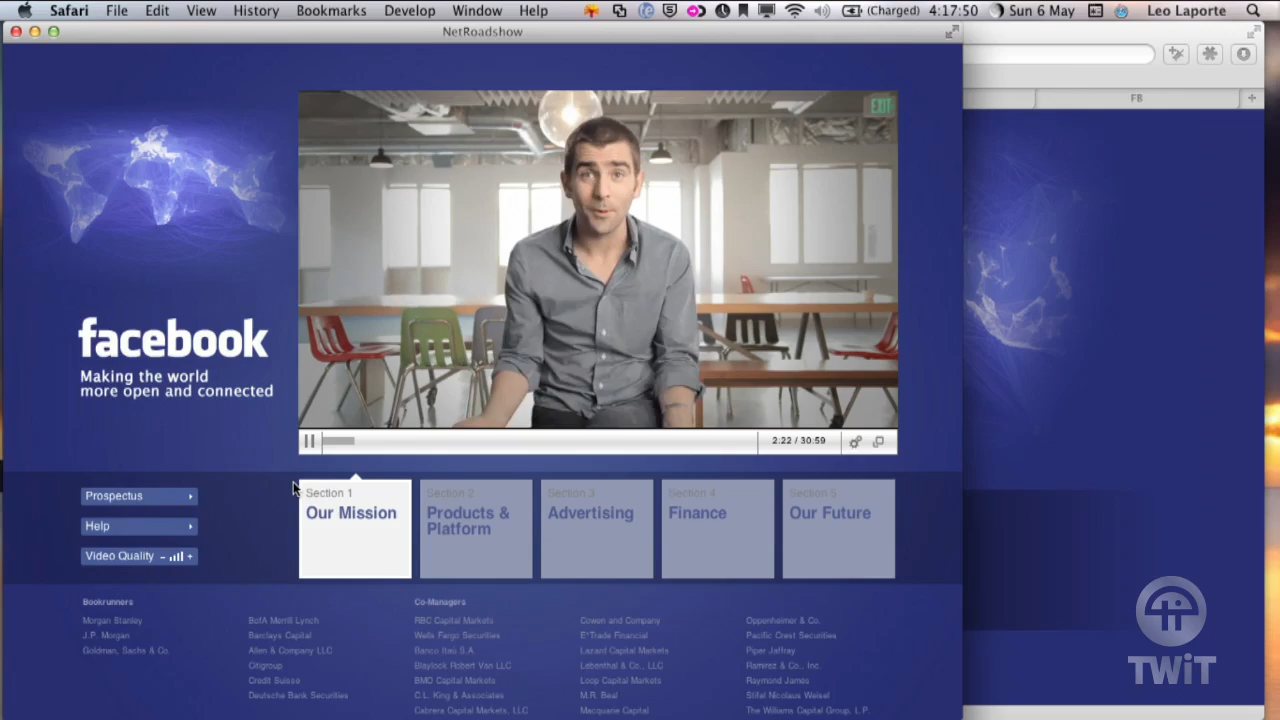 Safari File Edit View History Bookmarks Develop Window Help (Charged) 4:17:50 Sun 6 May Leo Laporte
NetRoadshow
FB
EXIT
facebook
Making the world
more open and connected
2:22 / 30:59
Prospectus
Help
Video Quality - +
Section 1
Our Mission
Section 2
Products &
Platform
Section 3
Advertising
Section 4
Finance
Section 5
Our Future
Bookrunners
Morgan Stanley
J.P. Morgan
Goldman, Sachs & Co.
BofA Merrill Lynch
Barclays Capital
Allen & Company LLC
Citigroup
Credit Suisse
Deutsche Bank Securities
Co-Managers
RBC Capital Markets
Wells Fargo Securities
Banco Itaú S.A.
Blaylock Robert Van LLC
BMO Capital Markets
C.L. King & Associates
Cabrera Capital Markets, LLC
Cowen and Company
E*Trade Financial
Lazard Capital Markets
Lebenthal & Co., LLC
Loop Capital Markets
M.R. Beal
Macquarie Capital
Oppenheimer & Co.
Pacific Crest Securities
Piper Jaffray
Ramirez & Co., Inc.
Raymond James
Stifel Nicolaus Weisel
The Williams Capital Group, L.P.
TWiT